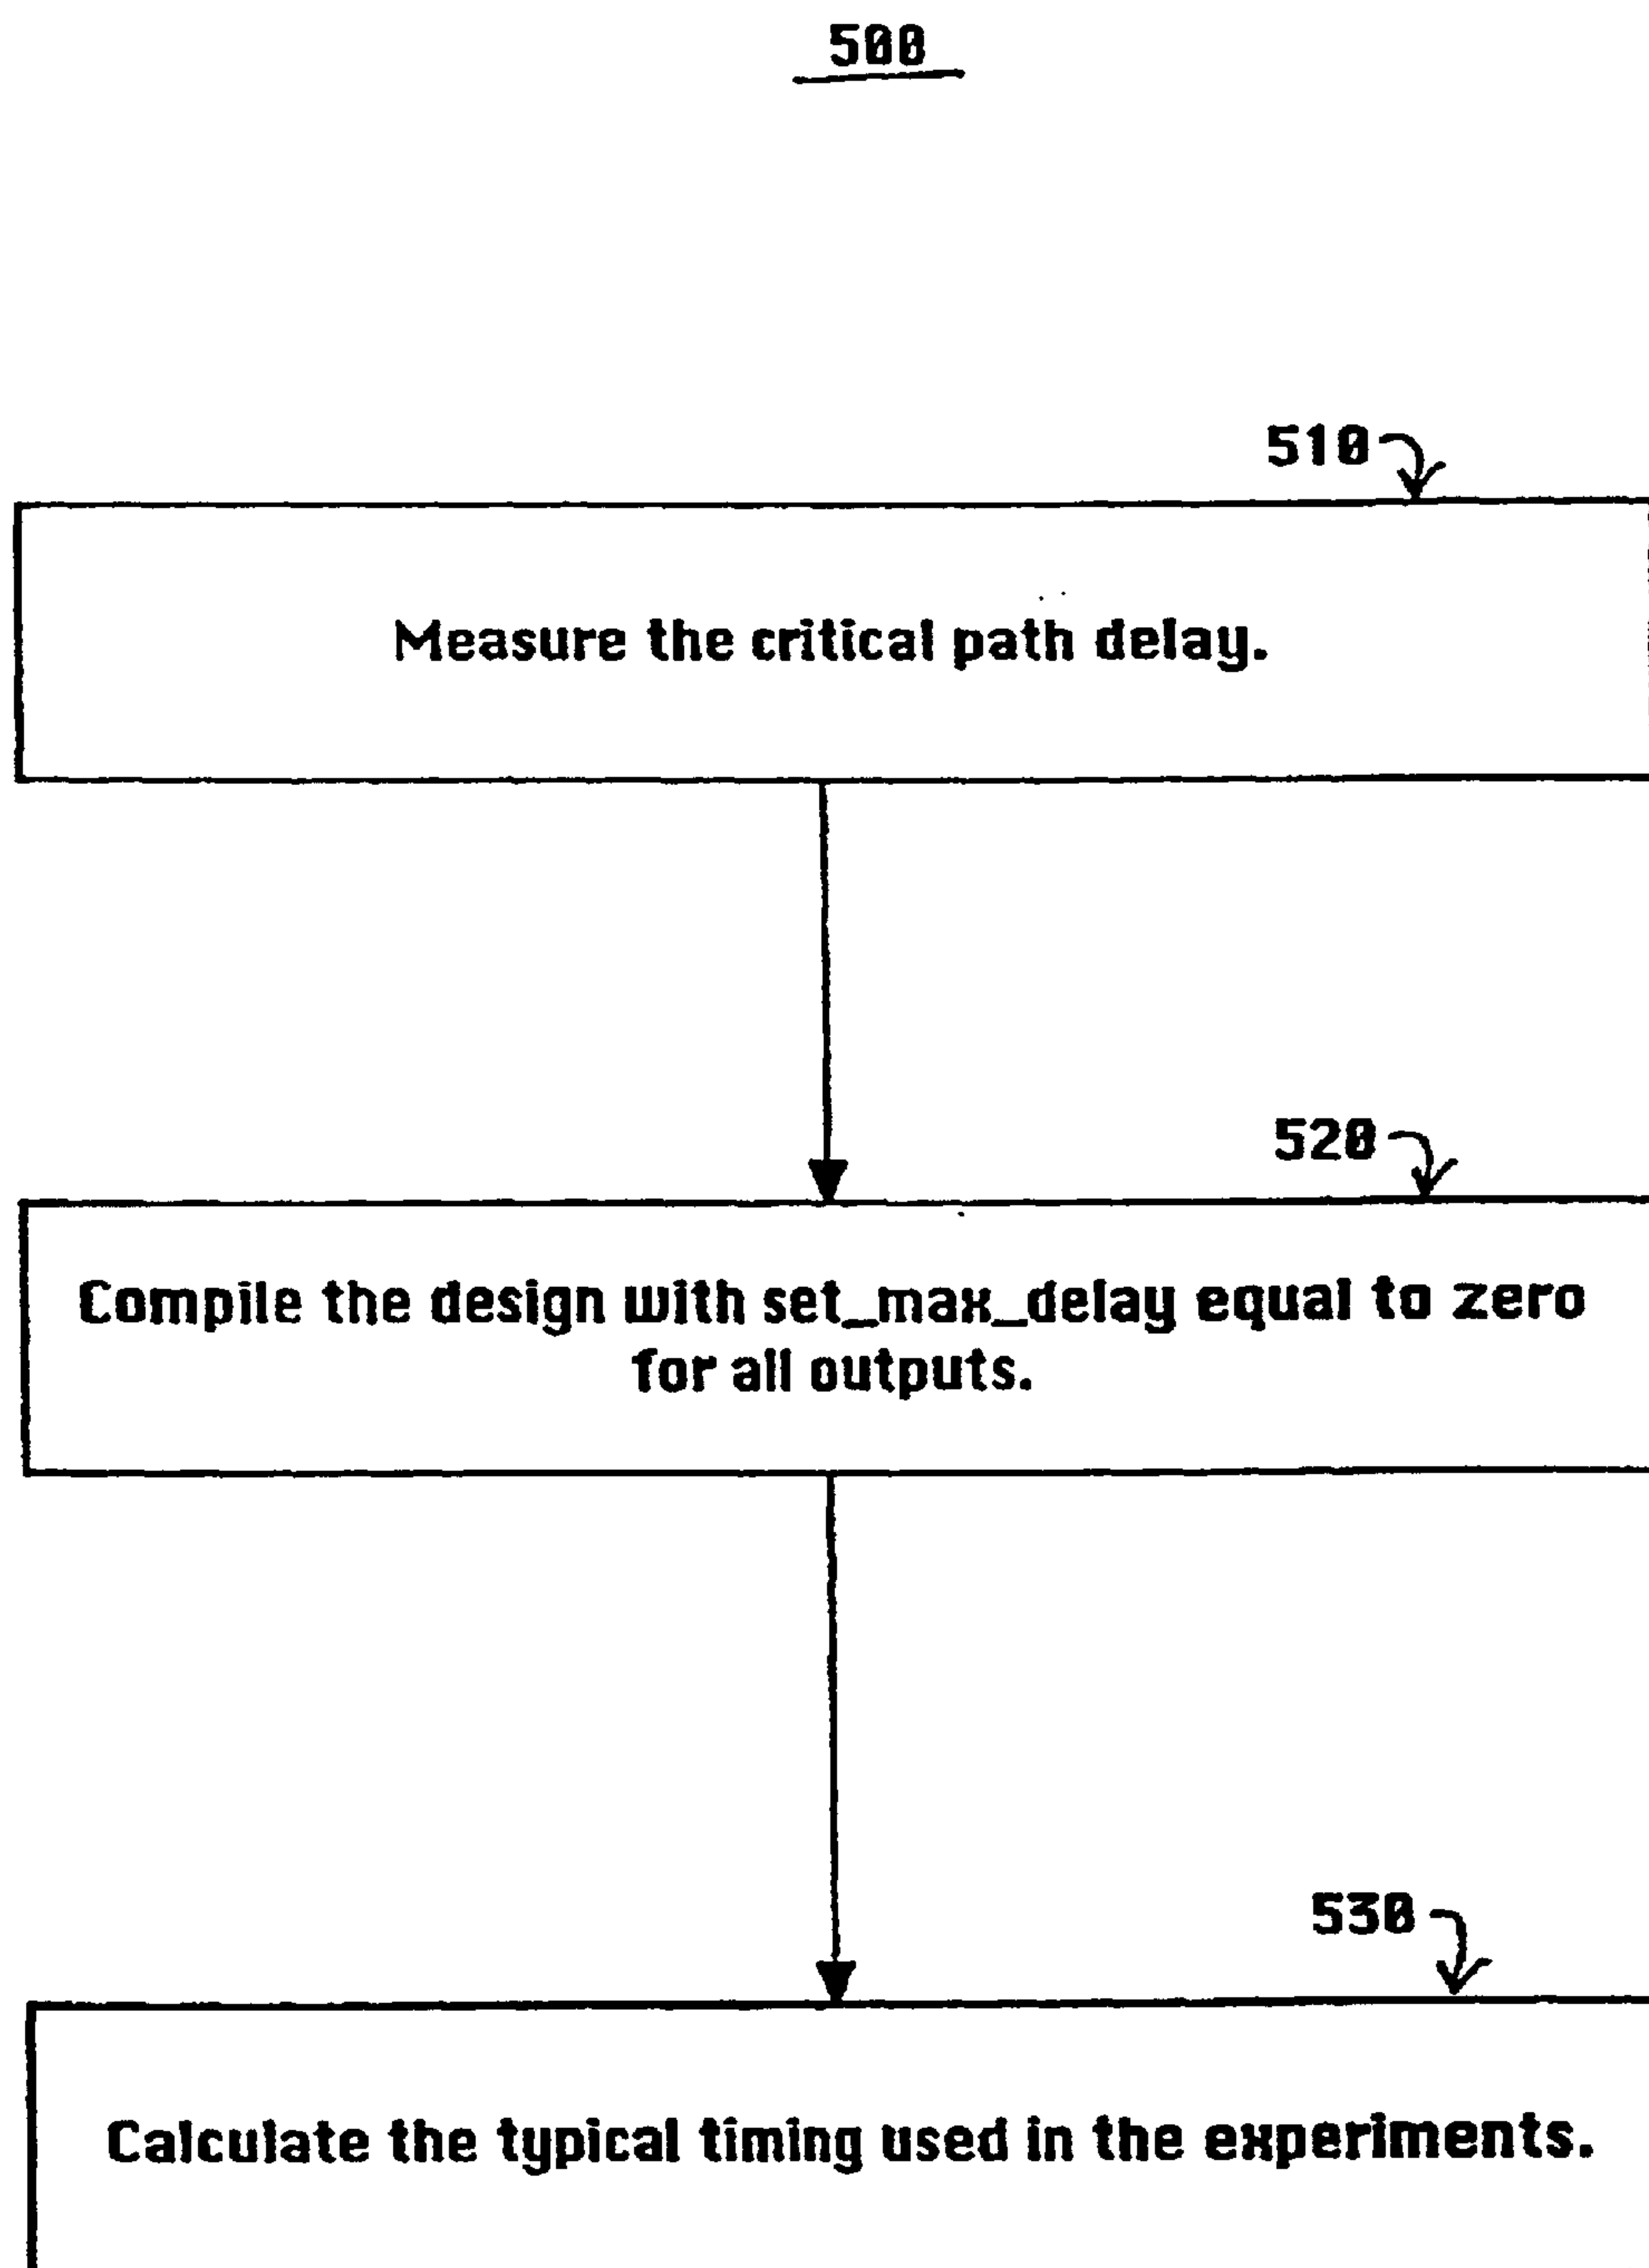 500
510
Measure the critical path delay.
520
Compile the design with set_max_delay equal to zero
for all outputs.
530
Calculate the typical timing used in the experiments.